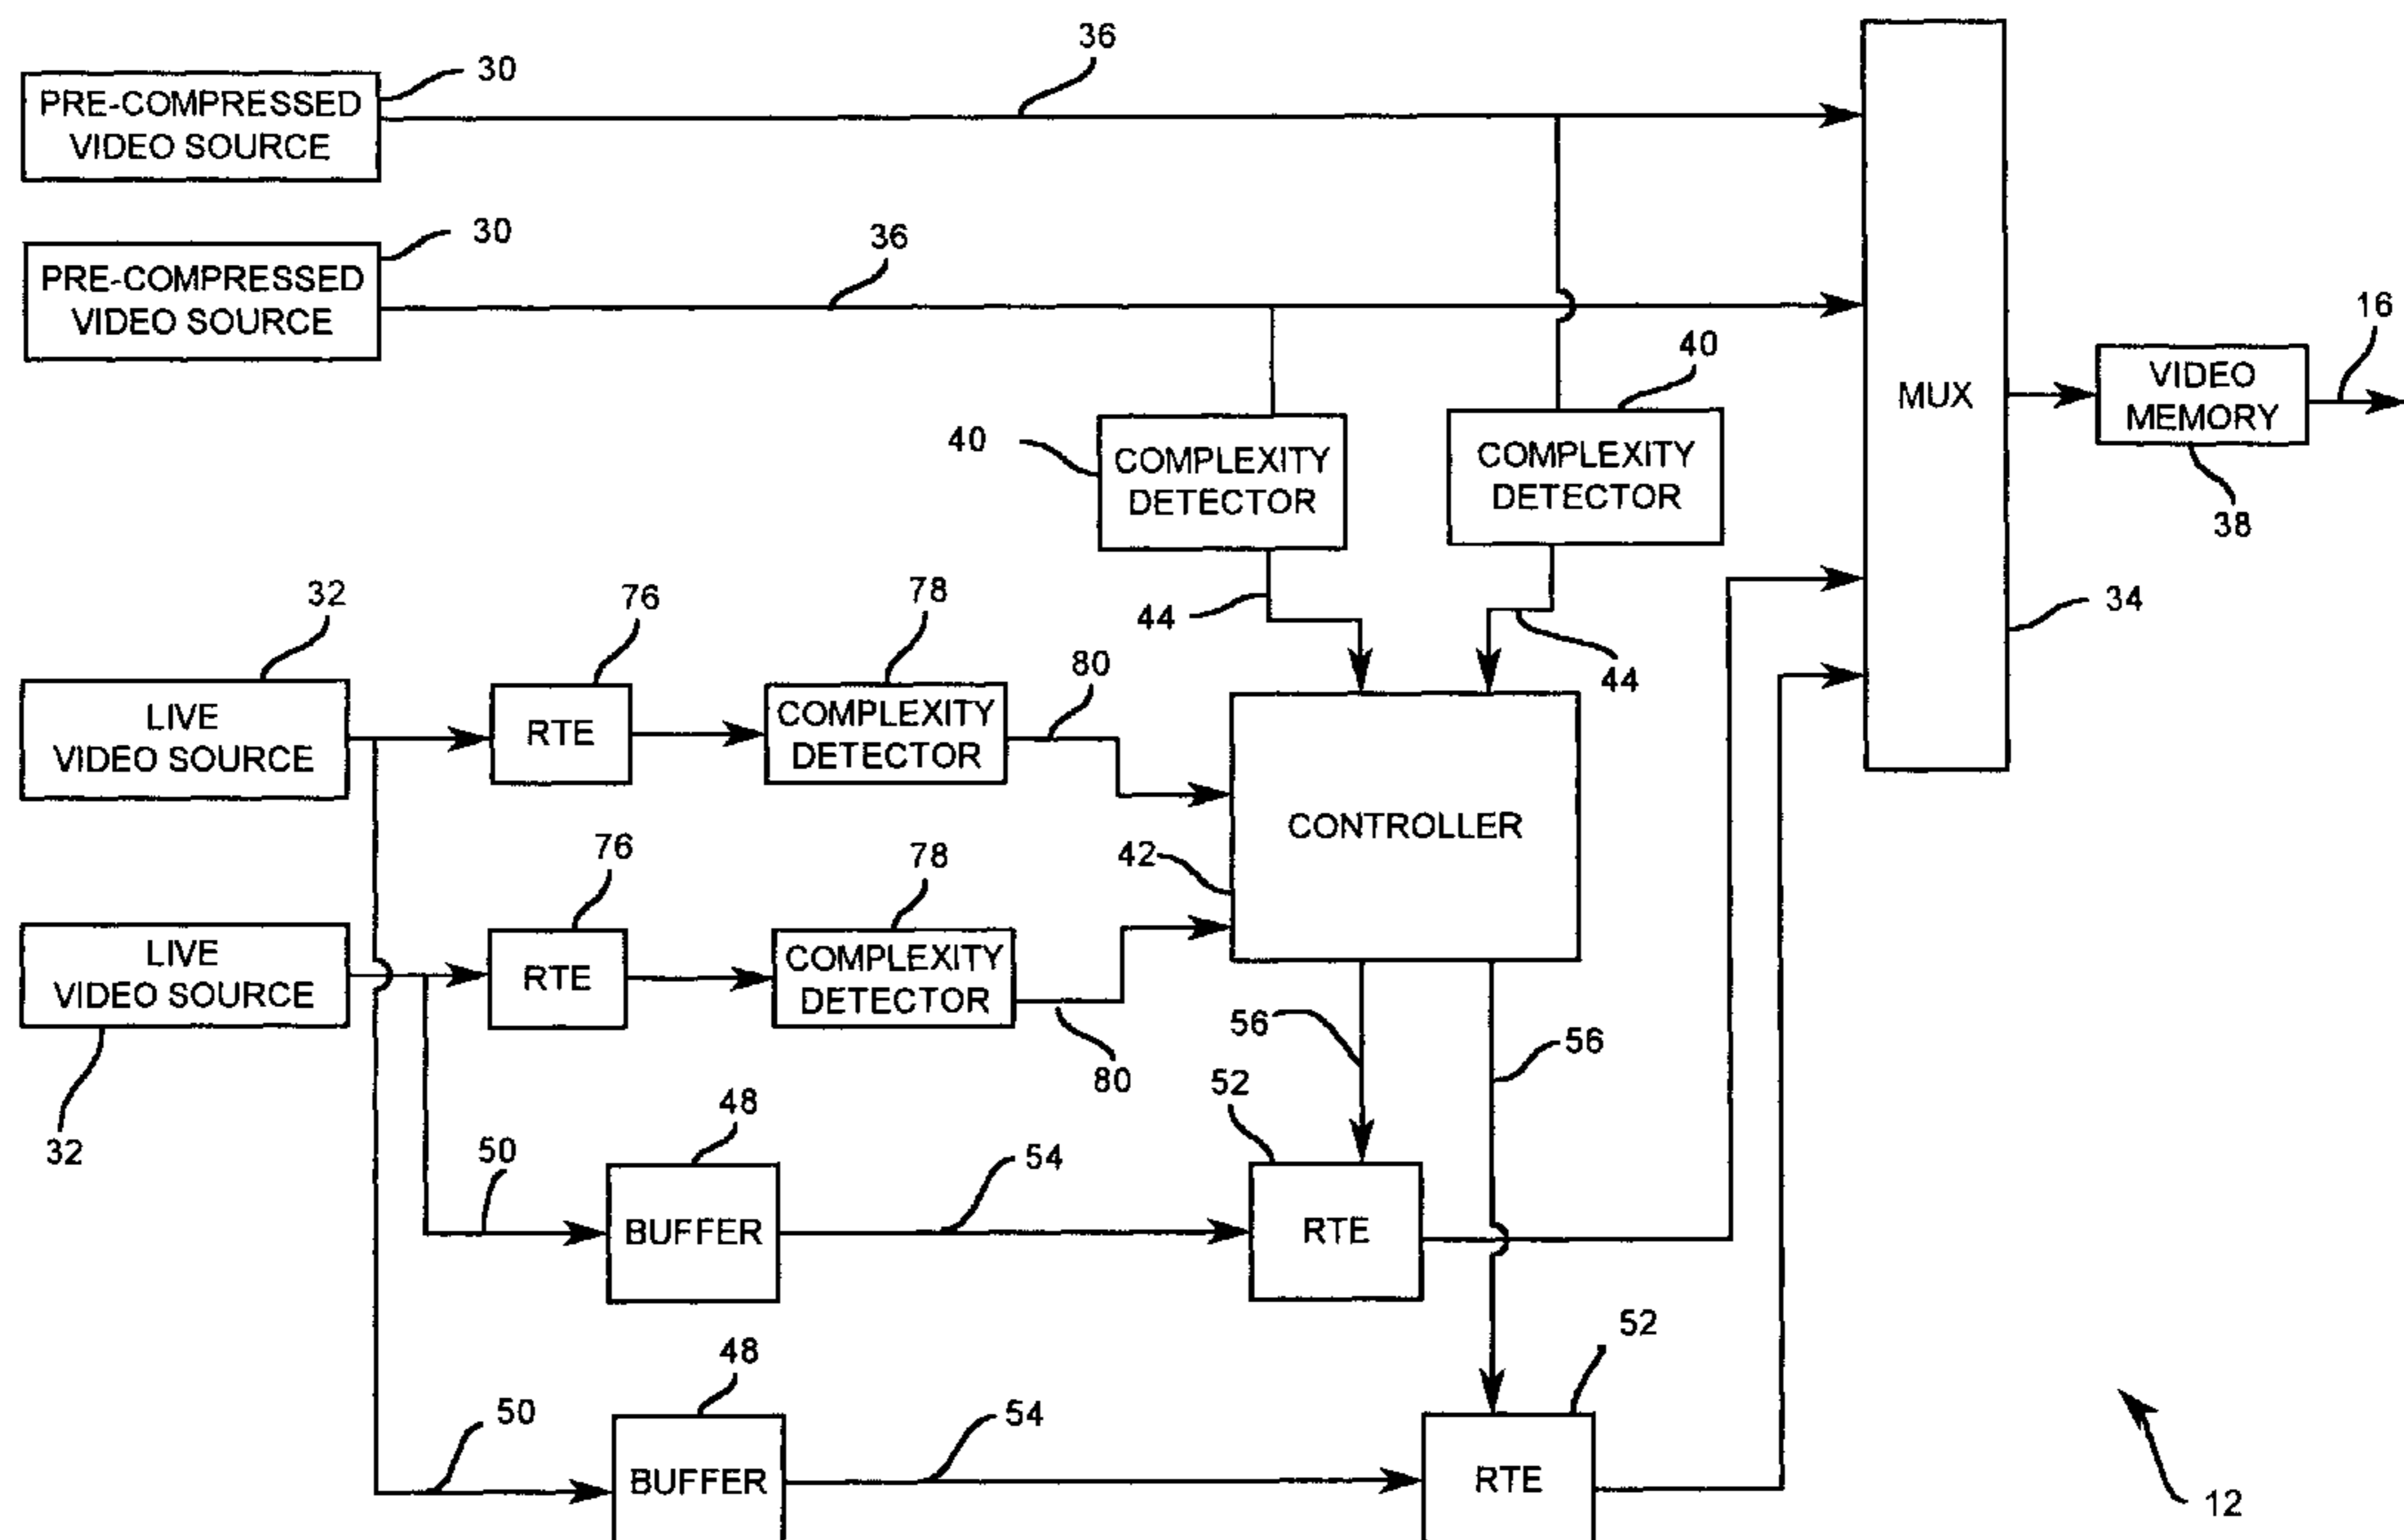 36
30
PRE-COMPRESSED
VIDEO SOURCE
30
36
PRE-COMPRESSED
VIDEO SOURCE
16
40
VIDEO
MEMORY
MUX
40
COMPLEXITY
DETECTOR
COMPLEXITY
DETECTOR
38
32
76
78
44
34
80
44
LIVE
VIDEO SOURCE
RTE
COMPLEXITY
DETECTOR
CONTROLLER
76
78
42
LIVE
VIDEO SOURCE
RTE
COMPLEXITY
DETECTOR
56
56
80
52
48
32
50
54
BUFFER
RTE
52
48
50
54
BUFFER
RTE
12